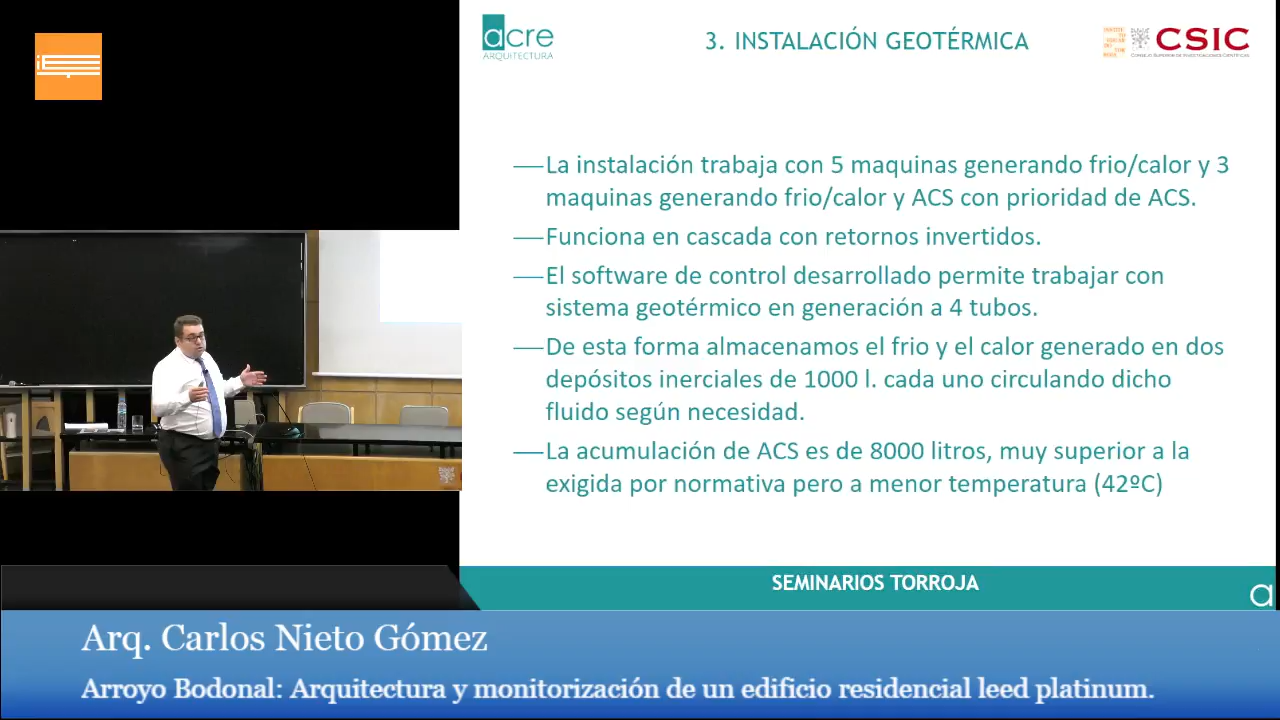 acre
ARQUITECTURA
3. INSTALACIÓN GEOTÉRMICA
CSIC
CONSEJO SUPERIOR DE INVESTIGACIONES CIENTÍFICAS
La instalación trabaja con 5 maquinas generando frio/calor y 3
maquinas generando frio/calor y ACS con prioridad de ACS.
Funciona en cascada con retornos invertidos.
El software de control desarrollado permite trabajar con
sistema geotérmico en generación a 4 tubos.
De esta forma almacenamos el frio y el calor generado en dos
depósitos inerciales de 1000 l. cada uno circulando dicho
fluido según necesidad.
La acumulación de ACS es de 8000 litros, muy superior a la
exigida por normativa pero a menor temperatura (42ºC)
SEMINARIOS TORROJA
a
Arq. Carlos Nieto Gómez
Arroyo Bodonal: Arquitectura y monitorización de un edificio residencial leed platinum.